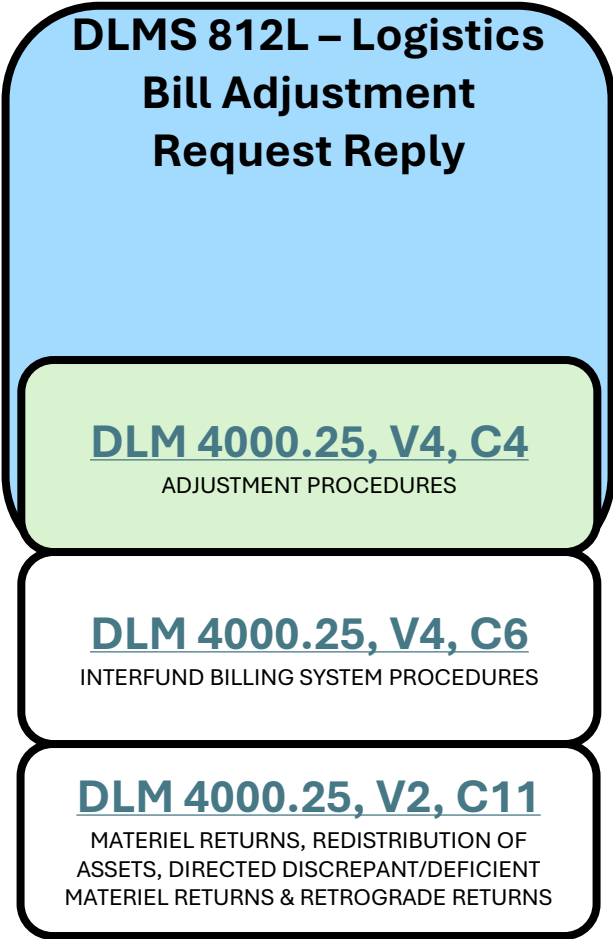 DLMS 812L – Logistics
Bill Adjustment
Request Reply
DLM 4000.25, V4, C4
ADJUSTMENT PROCEDURES
DLM 4000.25, V4, C6
INTERFUND BILLING SYSTEM PROCEDURES
DLM 4000.25, V2, C11
MATERIEL RETURNS, REDISTRIBUTION OF
ASSETS, DIRECTED DISCREPANT/DEFICIENT
MATERIEL RETURNS & RETROGRADE RETURNS